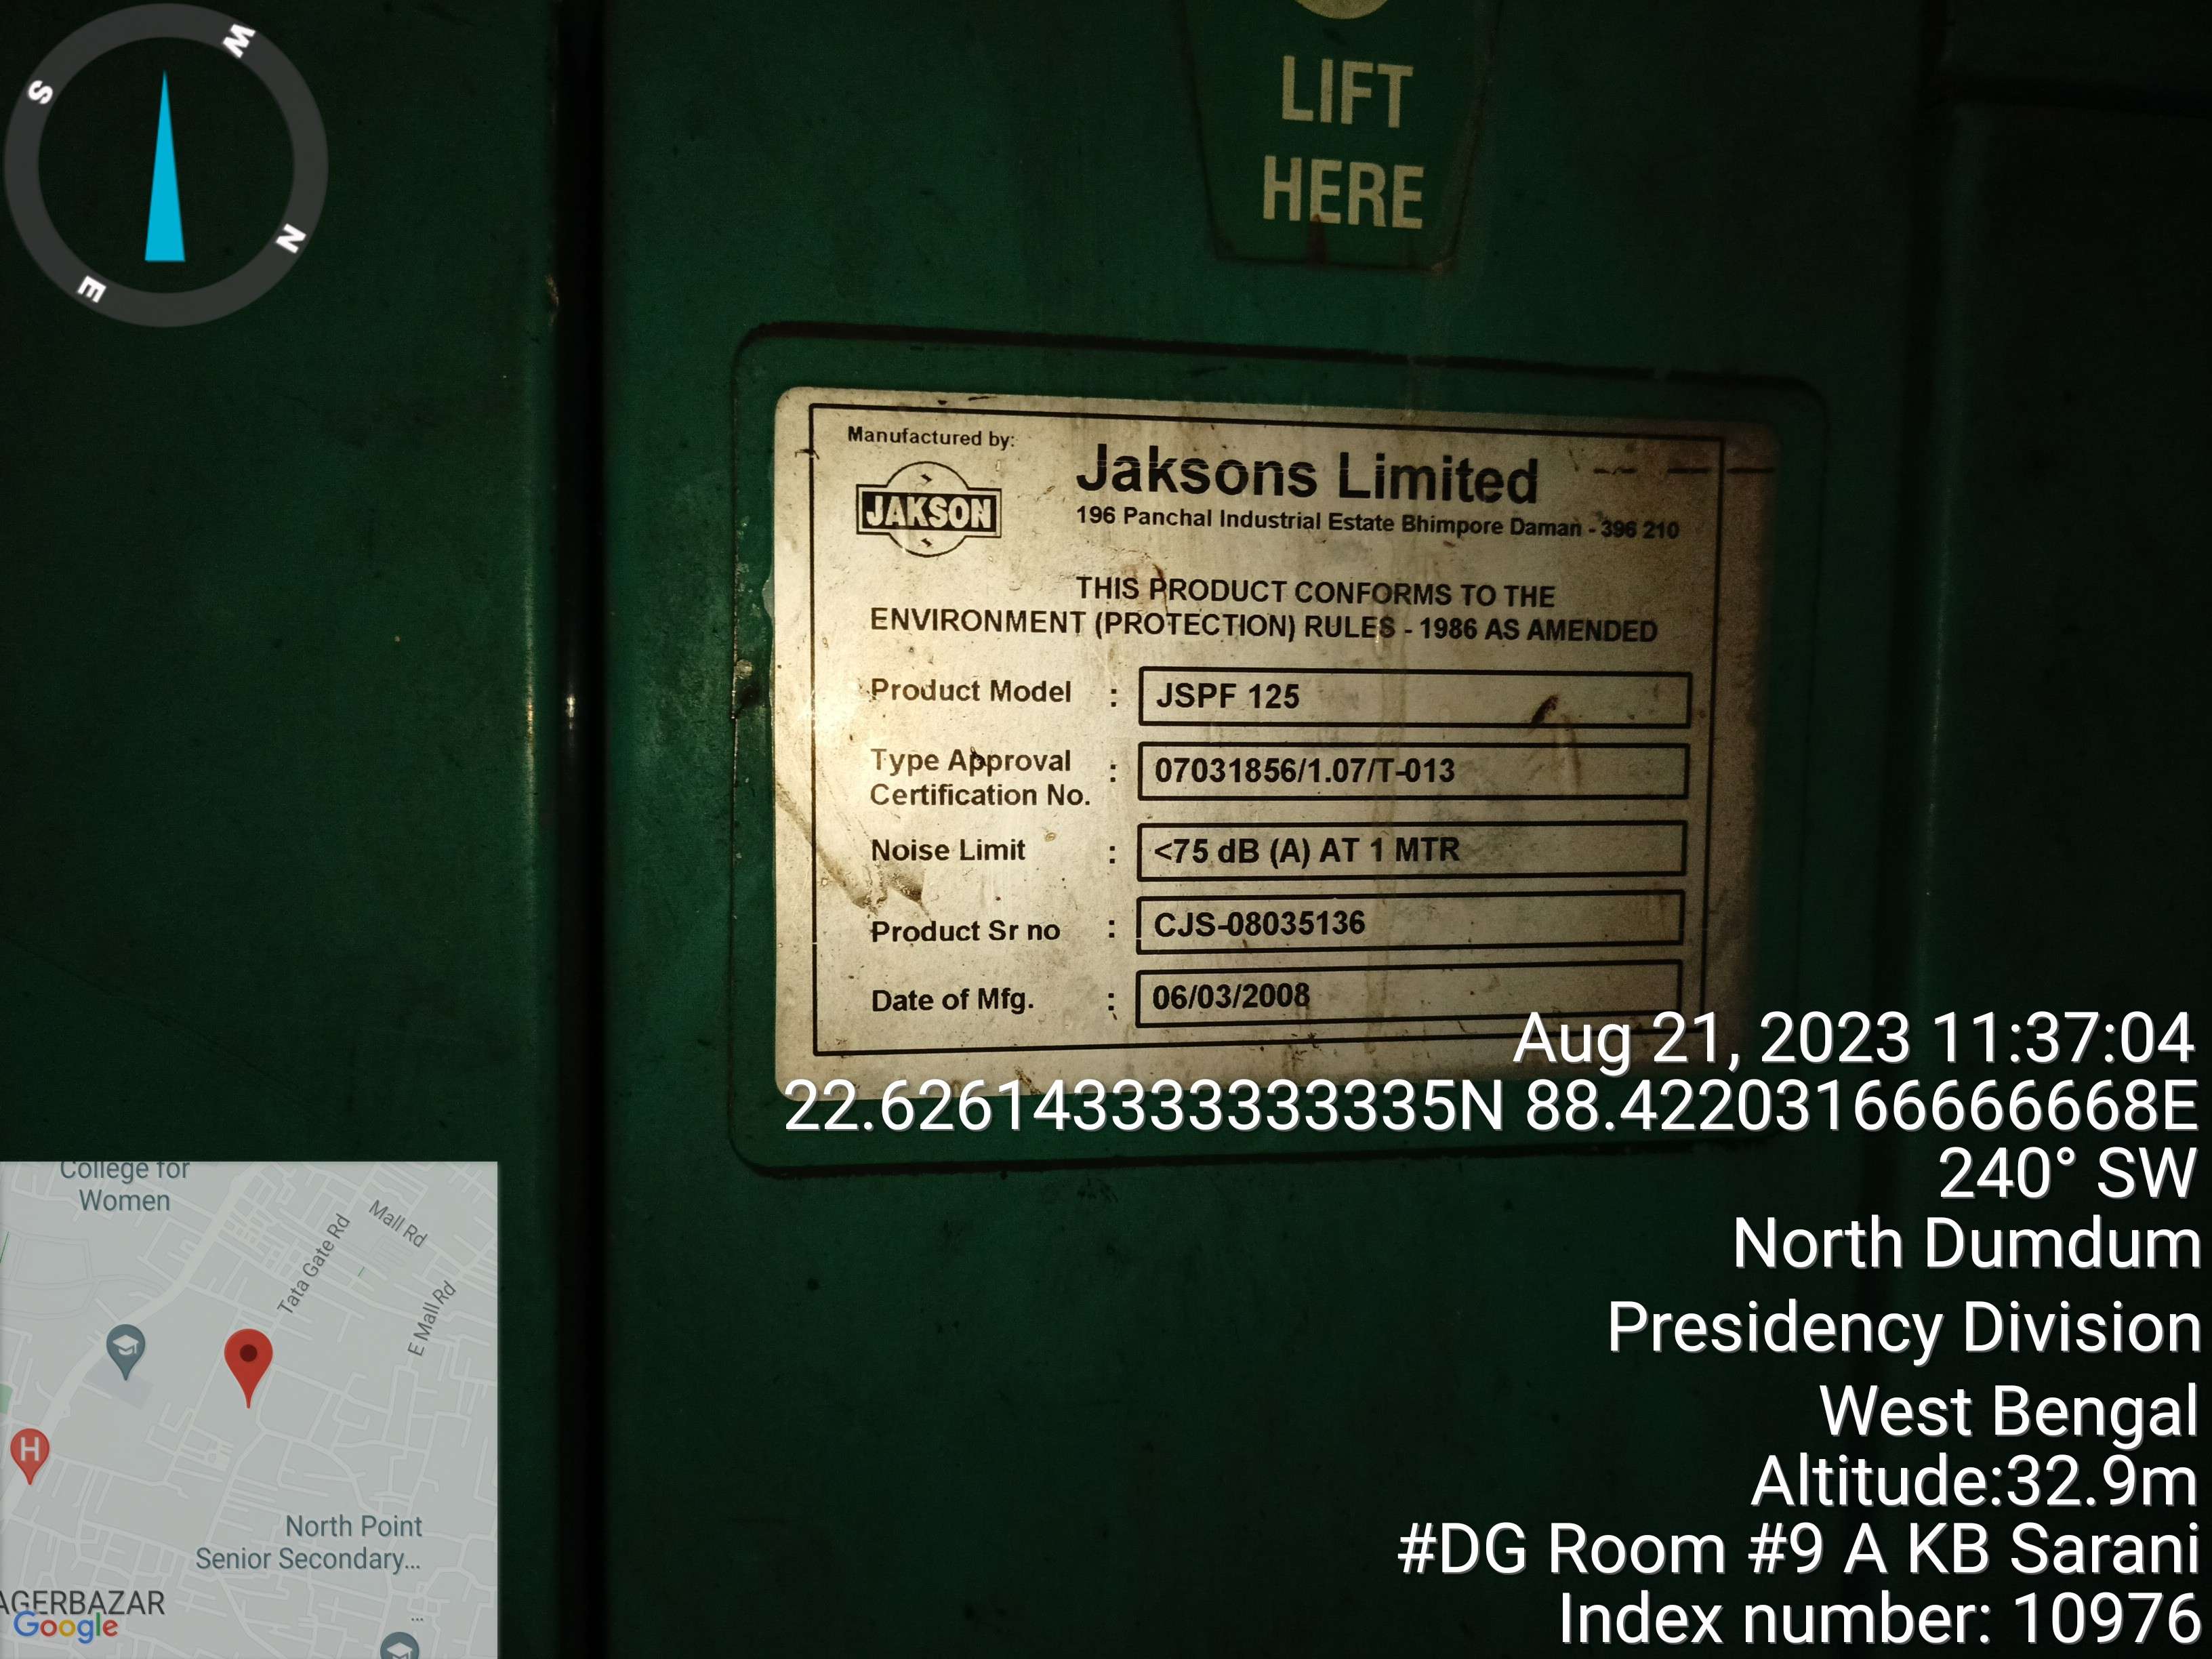 W
S
N
E
LIFT
HERE
Manufactured by:
JAKSON
Jaksons Limited
196 Panchal Industrial Estate Bhimpore Daman - 396 210
THIS PRODUCT CONFORMS TO THE
ENVIRONMENT (PROTECTION) RULES - 1986 AS AMENDED
Product Model : JSPF 125
Type Approval
Certification No. : 07031856/1.07/T-013
Noise Limit : <75 dB (A) AT 1 MTR
Product Sr no : CJS-08035136
Date of Mfg. : 06/03/2008
Aug 21, 2023 11:37:04
22.626143333333335N 88.42203166666668E
240° SW
North Dumdum
Presidency Division
West Bengal
Altitude:32.9m
#DG Room #9 A KB Sarani
Index number: 10976
College for
Women
Mall Rd
Tata Gate Rd
E Mall Rd
H
North Point
Senior Secondary...
AGERBAZAR
Google